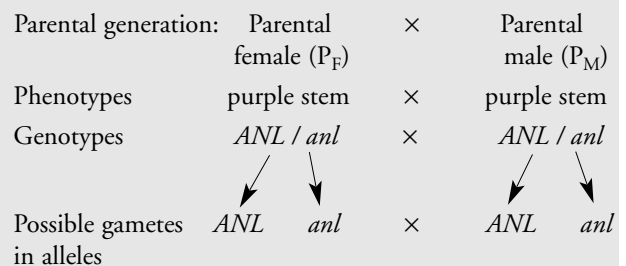 Parental generation: Parental × Parental
female (P_F) male (P_M)
Phenotypes purple stem × purple stem
Genotypes ANL / anl × ANL / anl
Possible gametes ANL anl × ANL anl
in alleles